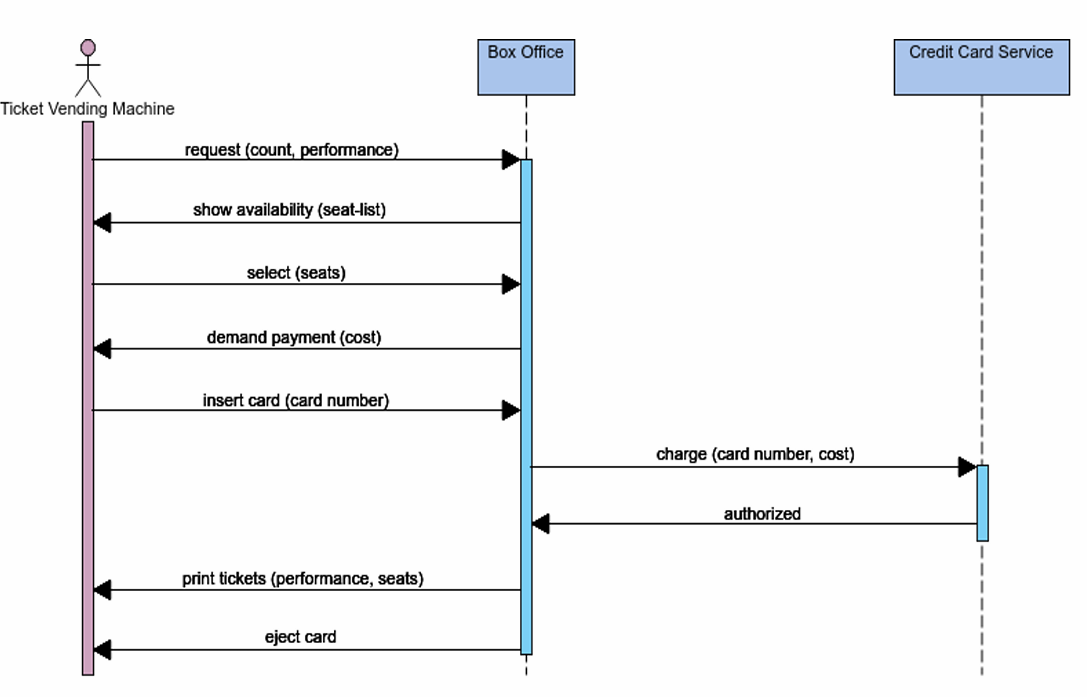 Box Office
Credit Card Service
Ticket Vending Machine
request (count, performance)
show availability (seat-list)
select (seats)
demand payment (cost)
insert card (card number)
charge (card number, cost)
authorized
print tickets (performance, seats)
eject card